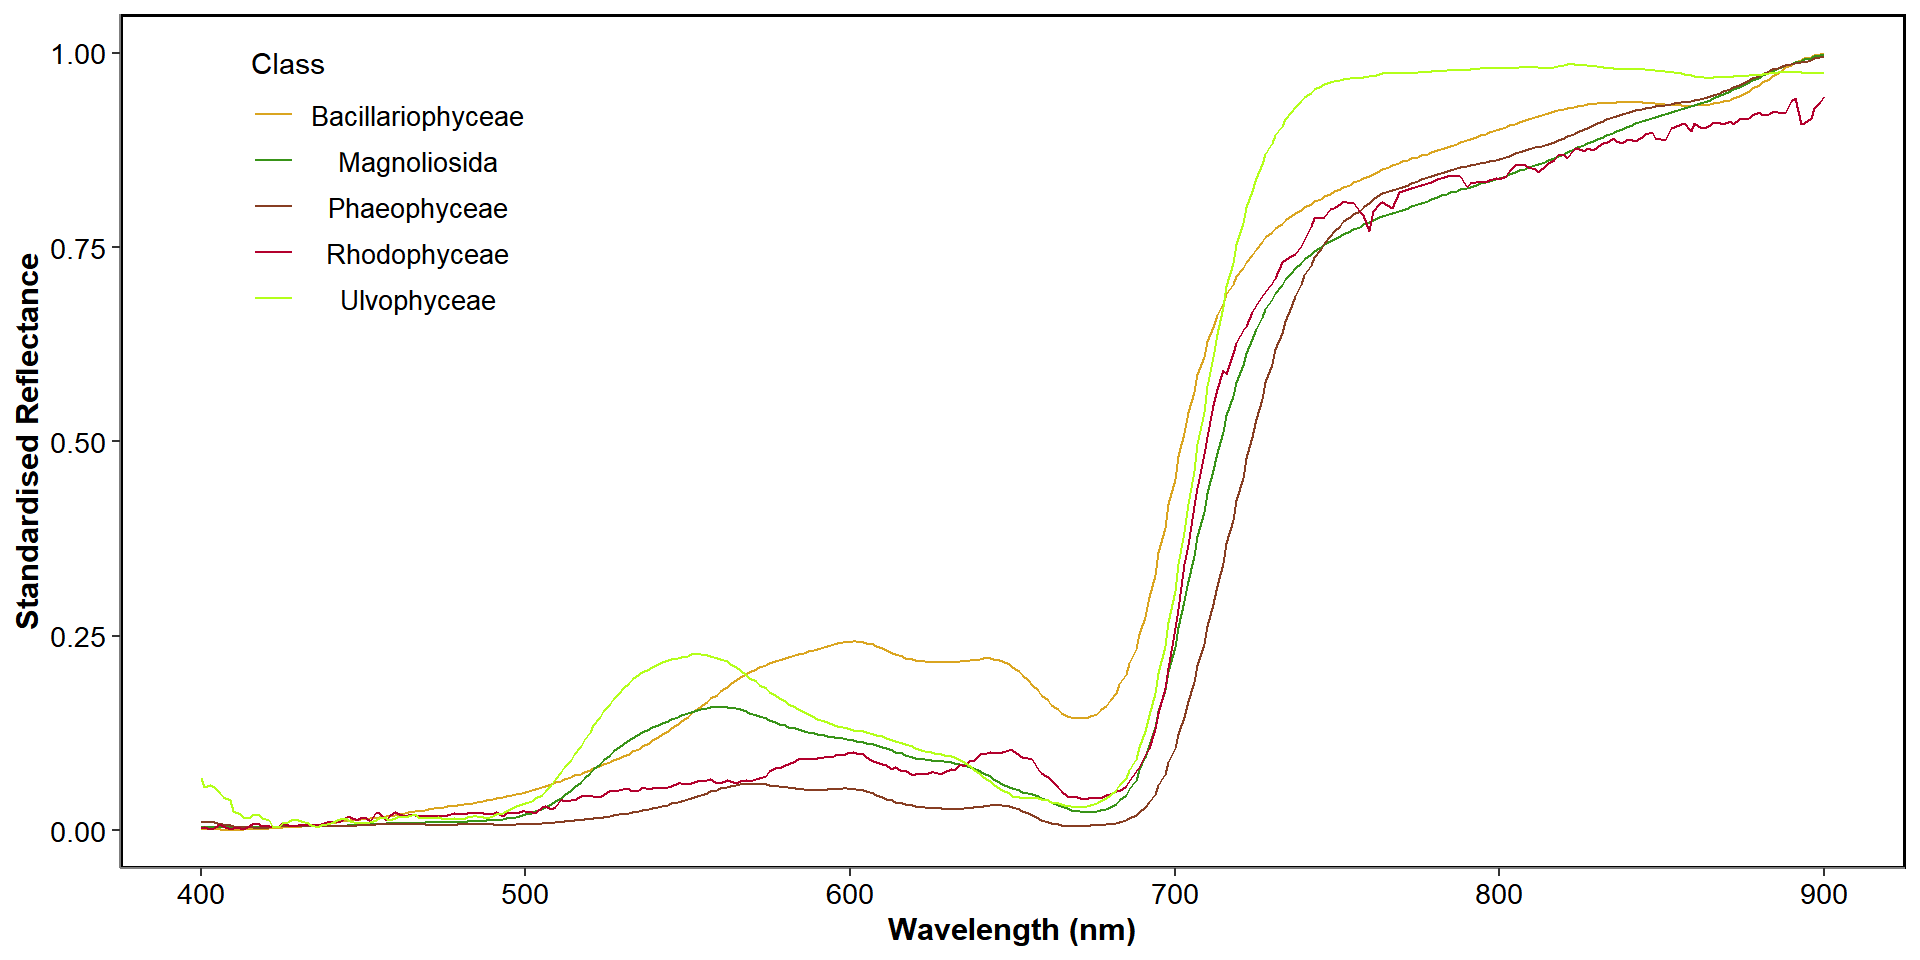 Class
Bacillariophyceae
Magnoliosida
Phaeophyceae
Rhodophyceae
Ulvophyceae
Standardised Reflectance
1.00
0.75
0.50
0.25
0.00
400 500 600 700 800 900
Wavelength (nm)